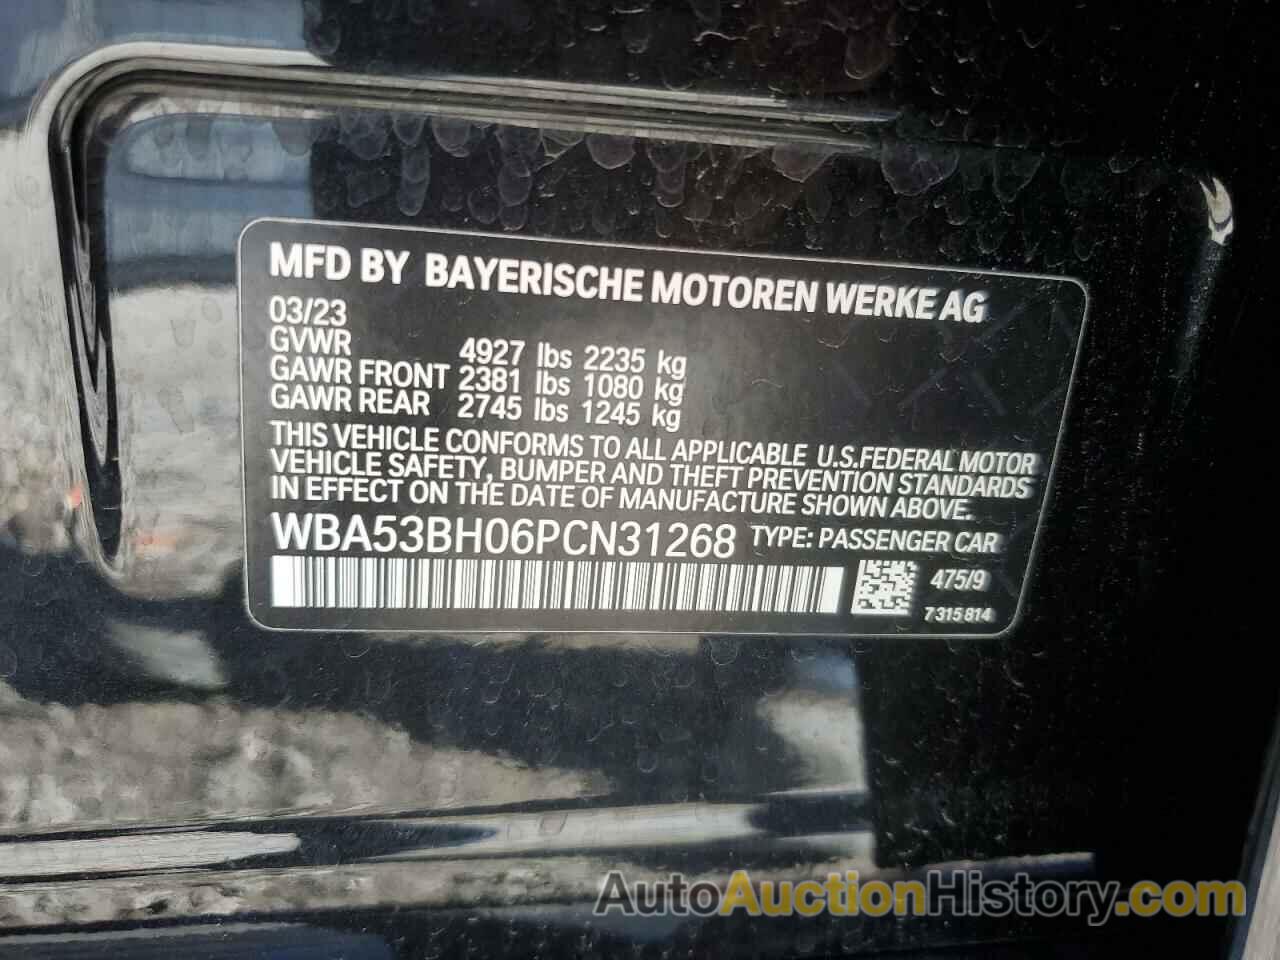 MFD BY BAYERISCHE MOTOREN WERKE AG
03/23
GVWR 4927 lbs 2235 kg
GAWR FRONT 2381 lbs 1080 kg
GAWR REAR 2745 lbs 1245 kg
THIS VEHICLE CONFORMS TO ALL APPLICABLE U.S.FEDERAL MOTOR
VEHICLE SAFETY, BUMPER AND THEFT PREVENTION STANDARDS
IN EFFECT ON THE DATE OF MANUFACTURE SHOWN ABOVE.
WBA53BH06PCN31268 TYPE: PASSENGER CAR
475/9
7 315 814
AutoAuctionHistory.com